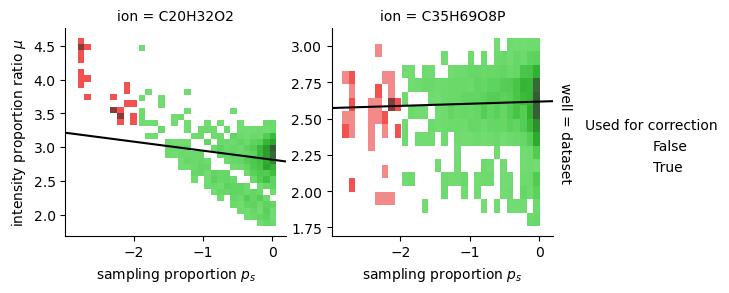 ion = C20H32O2
ion = C35H69O8P
intensity proportion ratio μ
4.5
4.0
3.5
3.0
2.5
2.0
−2
−1
0
sampling proportion pₛ
3.00
2.75
2.50
2.25
2.00
1.75
−2
−1
0
sampling proportion pₛ
well = dataset
Used for correction
False
True